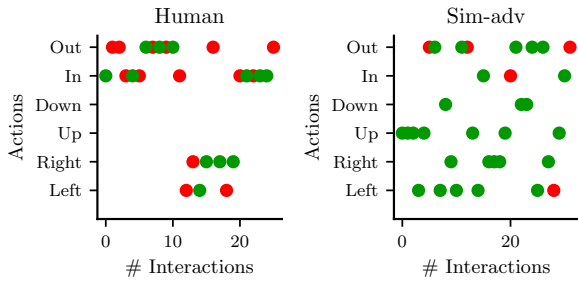 Human
Sim-adv
Actions
Out
In
Down
Up
Right
Left
0
10
20
# Interactions
Actions
Out
In
Down
Up
Right
Left
0
20
# Interactions